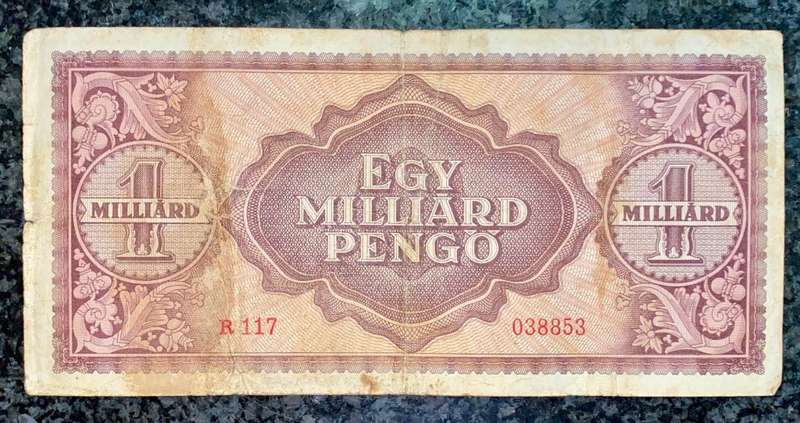 EGY
MILLIÁRD
PENGŐ
1
MILLIÁRD
1
MILLIÁRD
R 117
038853